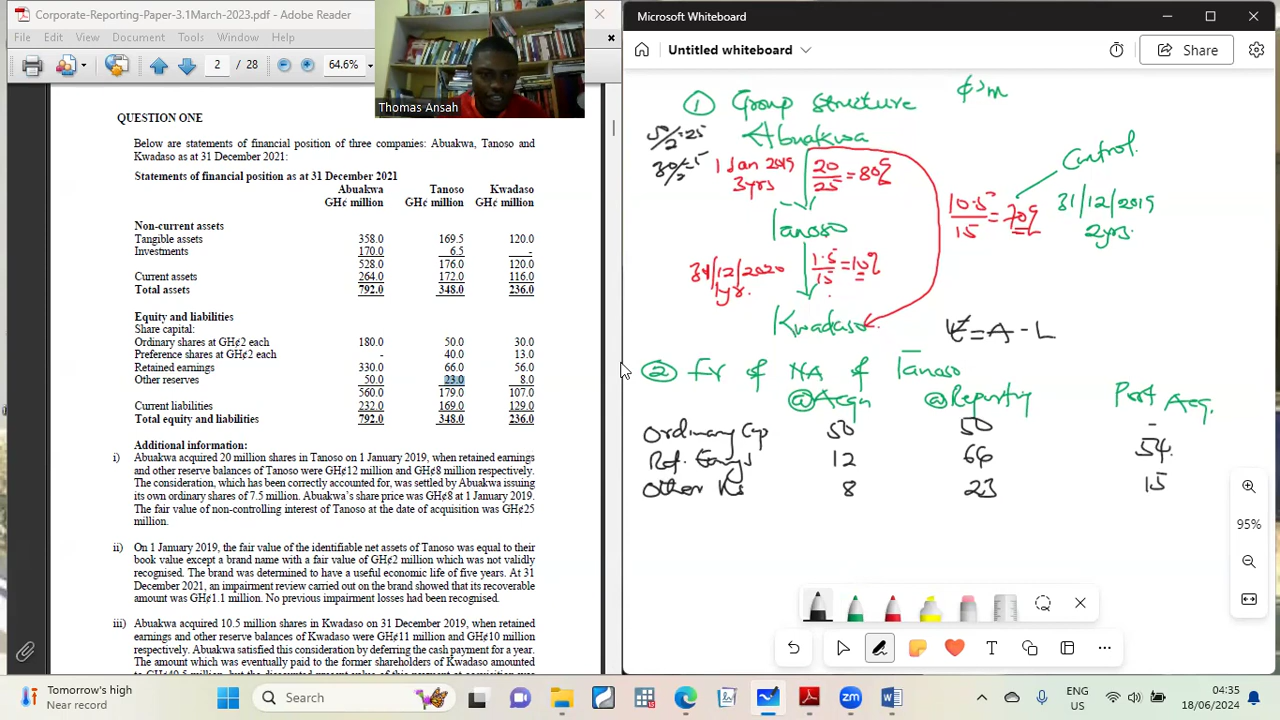 Corporate-Reporting-Paper-3.1March-2023.pdf - Adobe Reader
File Edit View Document Tools Window Help
2 / 28 64.6%
Thomas Ansah
QUESTION ONE
Below are statements of financial position of three companies: Abuakwa, Tanoso and
Kwadaso as at 31 December 2021:
Statements of financial position as at 31 December 2021
Abuakwa Tanoso Kwadaso
GH¢ million GH¢ million GH¢ million
Non-current assets
Tangible assets 358.0 169.5 120.0
Investments 170.0 6.5 -
528.0 176.0 120.0
Current assets 264.0 172.0 116.0
Total assets 792.0 348.0 236.0
Equity and liabilities
Share capital:
Ordinary shares at GH¢2 each 180.0 50.0 30.0
Preference shares at GH¢2 each - 40.0 13.0
Retained earnings 330.0 66.0 56.0
Other reserves 50.0 23.0 8.0
560.0 179.0 107.0
Current liabilities 232.0 169.0 129.0
Total equity and liabilities 792.0 348.0 236.0
Additional information:
i) Abuakwa acquired 20 million shares in Tanoso on 1 January 2019, when retained earnings
and other reserve balances of Tanoso were GH¢12 million and GH¢8 million respectively.
The consideration, which has been correctly accounted for, was settled by Abuakwa issuing
its own ordinary shares of 7.5 million. Abuakwa's share price was GH¢8 at 1 January 2019.
The fair value of non-controlling interest of Tanoso at the date of acquisition was GH¢25
million.
ii) On 1 January 2019, the fair value of the identifiable net assets of Tanoso was equal to their
book value except a brand name with a fair value of GH¢2 million which was not validly
recognised. The brand was determined to have a useful economic life of five years. At 31
December 2021, an impairment review carried out on the brand showed that its recoverable
amount was GH¢1.1 million. No previous impairment losses had been recognised.
iii) Abuakwa acquired 10.5 million shares in Kwadaso on 31 December 2019, when retained
earnings and other reserve balances of Kwadaso were GH¢11 million and GH¢10 million
respectively. Abuakwa satisfied this consideration by deferring the cash payment for a year.
The amount which was eventually paid to the former shareholders of Kwadaso amounted
Microsoft Whiteboard
Untitled whiteboard
Share
① Group structure ¢'m
50/2=25 Abuakwa
30/2=15 1 Jan 2019 20/25 = 80%
3yrs
Control
10.5/15 = 70% 31/12/2019
2yrs.
Tanoso
31/12/2020 1.5/15 = 10%
1yr.
Kwadaso
E = A - L
② FV of NA of Tanoso
@Acqn @Reporting Post Acq.
Ordinary Cap 50 50 -
Ret. Earngs 12 66 54
Other Rs 8 23 15
95%
Tomorrow's high
Near record
Search
ENG
US
04:35
18/06/2024